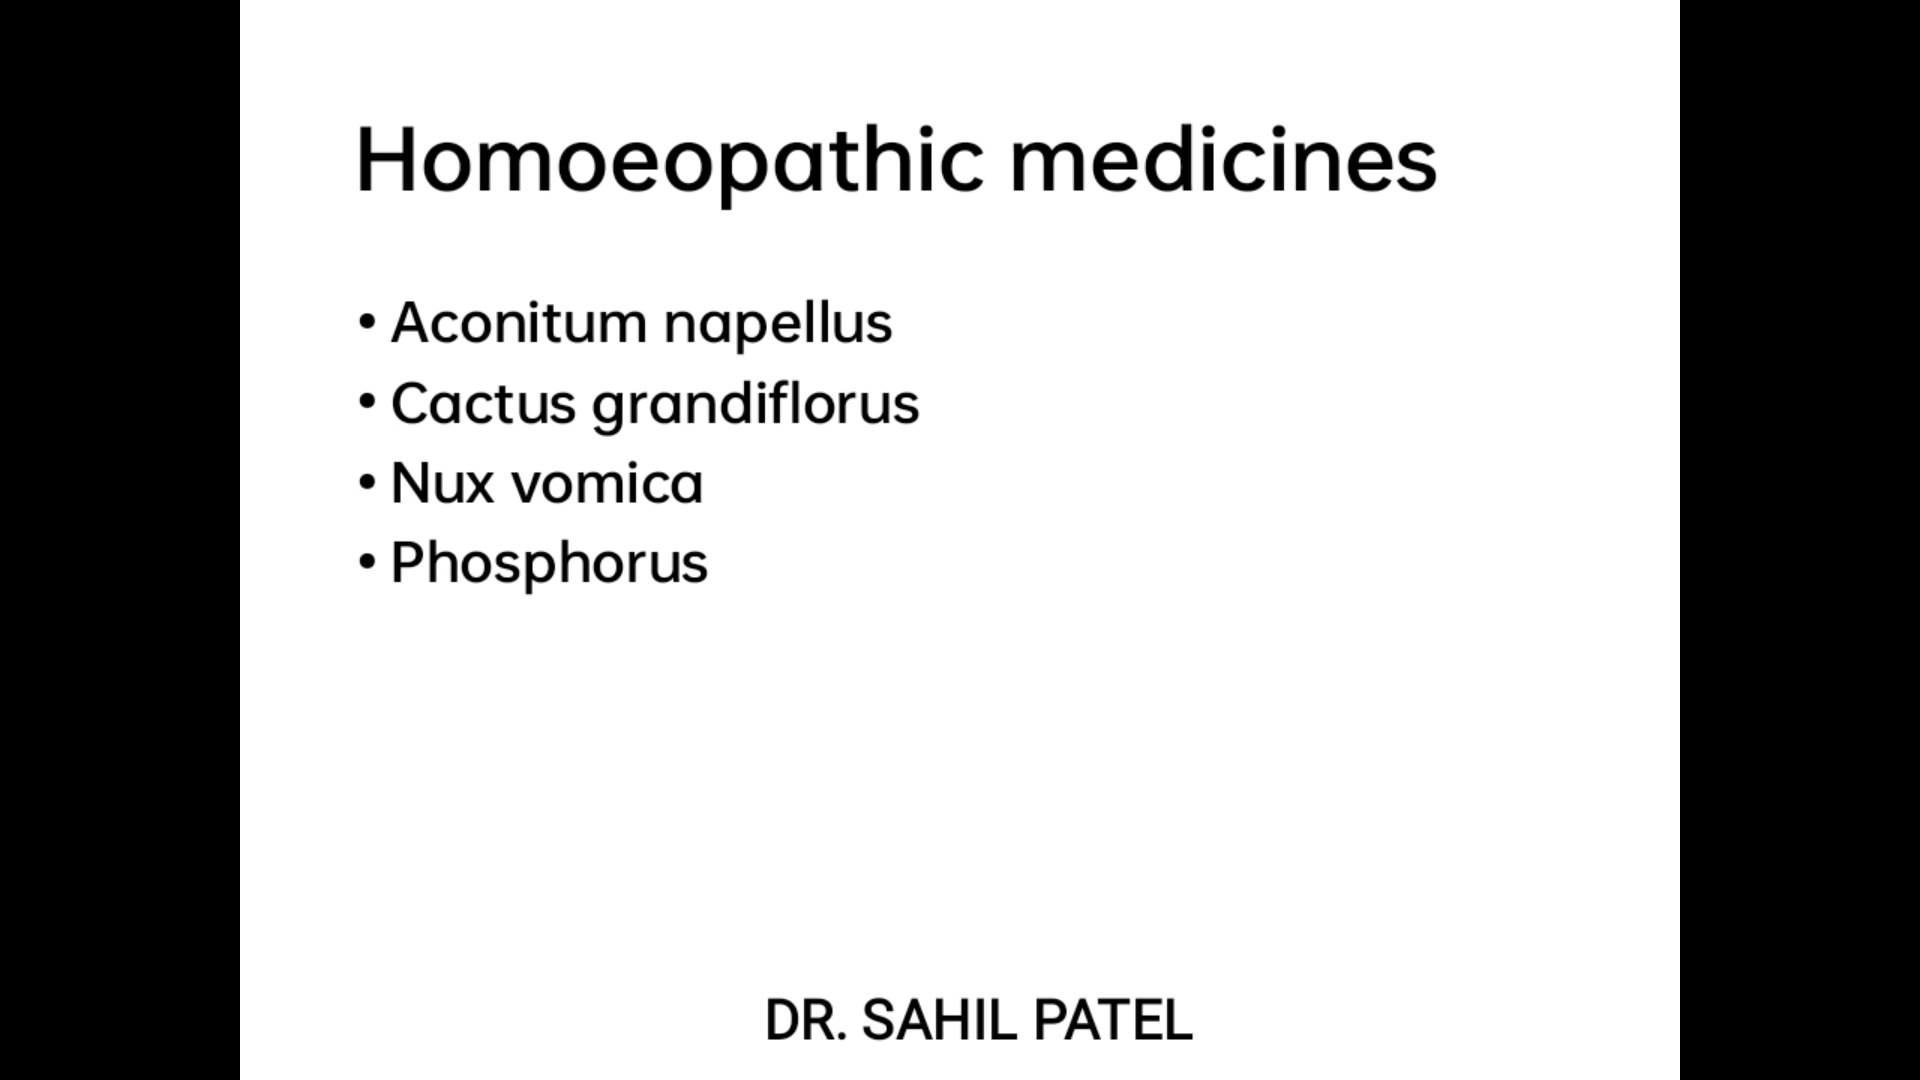 Homoeopathic medicines
• Aconitum napellus
• Cactus grandiflorus
• Nux vomica
• Phosphorus
DR. SAHIL PATEL